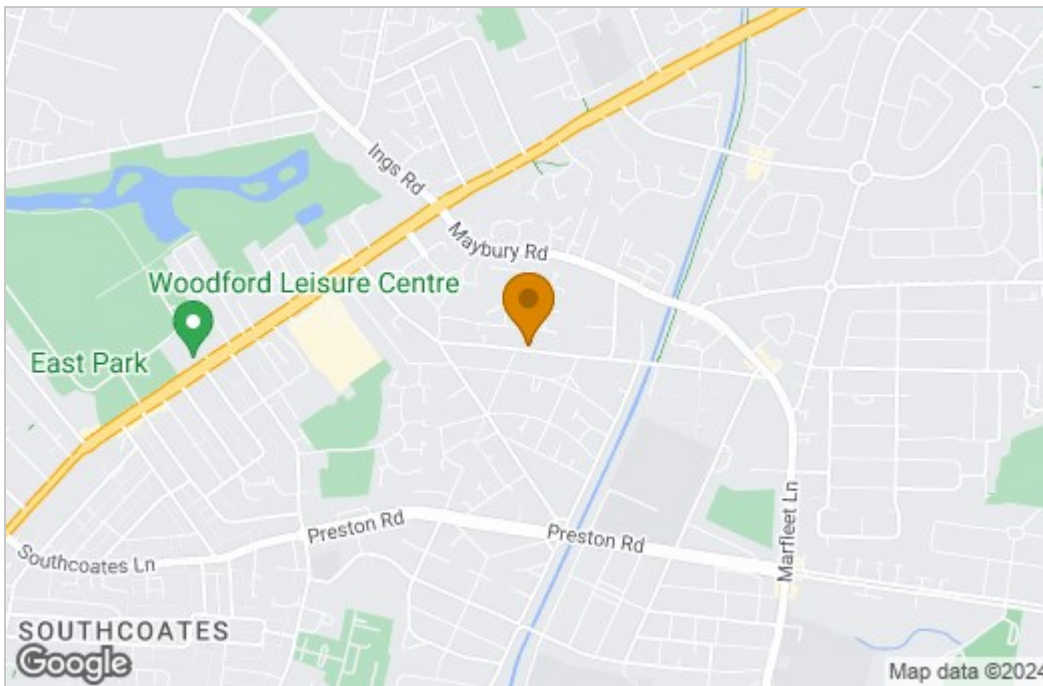 Ings Rd
Maybury Rd
Woodford Leisure Centre
East Park
Preston Rd
Preston Rd
Southcoates Ln
Marfleet Ln
SOUTHCOATES
Google
Map data ©2024